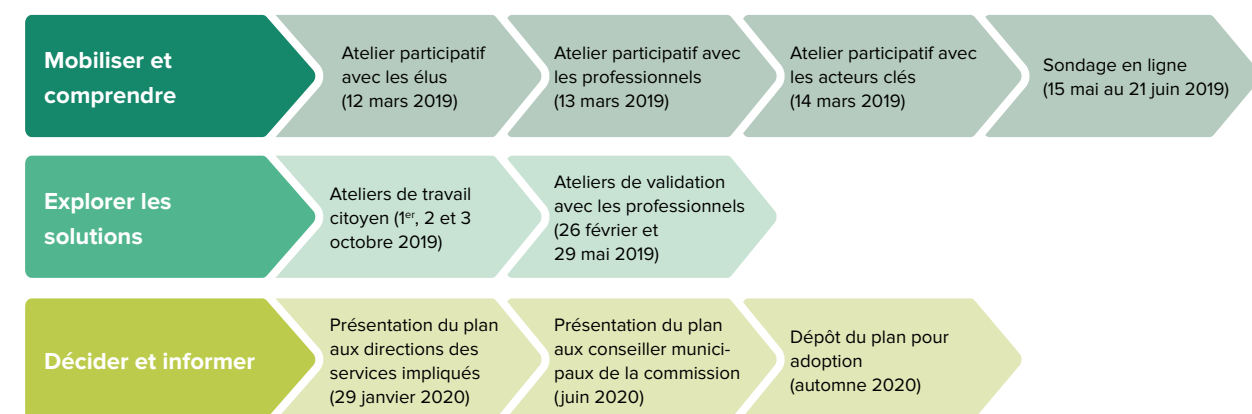 Mobiliser et
comprendre
Atelier participatif
avec les élus
(12 mars 2019)
Atelier participatif avec
les professionnels
(13 mars 2019)
Atelier participatif avec
les acteurs clés
(14 mars 2019)
Sondage en ligne
(15 mai au 21 juin 2019)
Explorer les
solutions
Ateliers de travail
citoyen (1er, 2 et 3
octobre 2019)
Ateliers de validation
avec les professionnels
(26 février et
29 mai 2019)
Décider et informer
Présentation du plan
aux directions des
services impliqués
(29 janvier 2020)
Présentation du plan
aux conseiller munici-
paux de la commission
(juin 2020)
Dépôt du plan pour
adoption
(automne 2020)